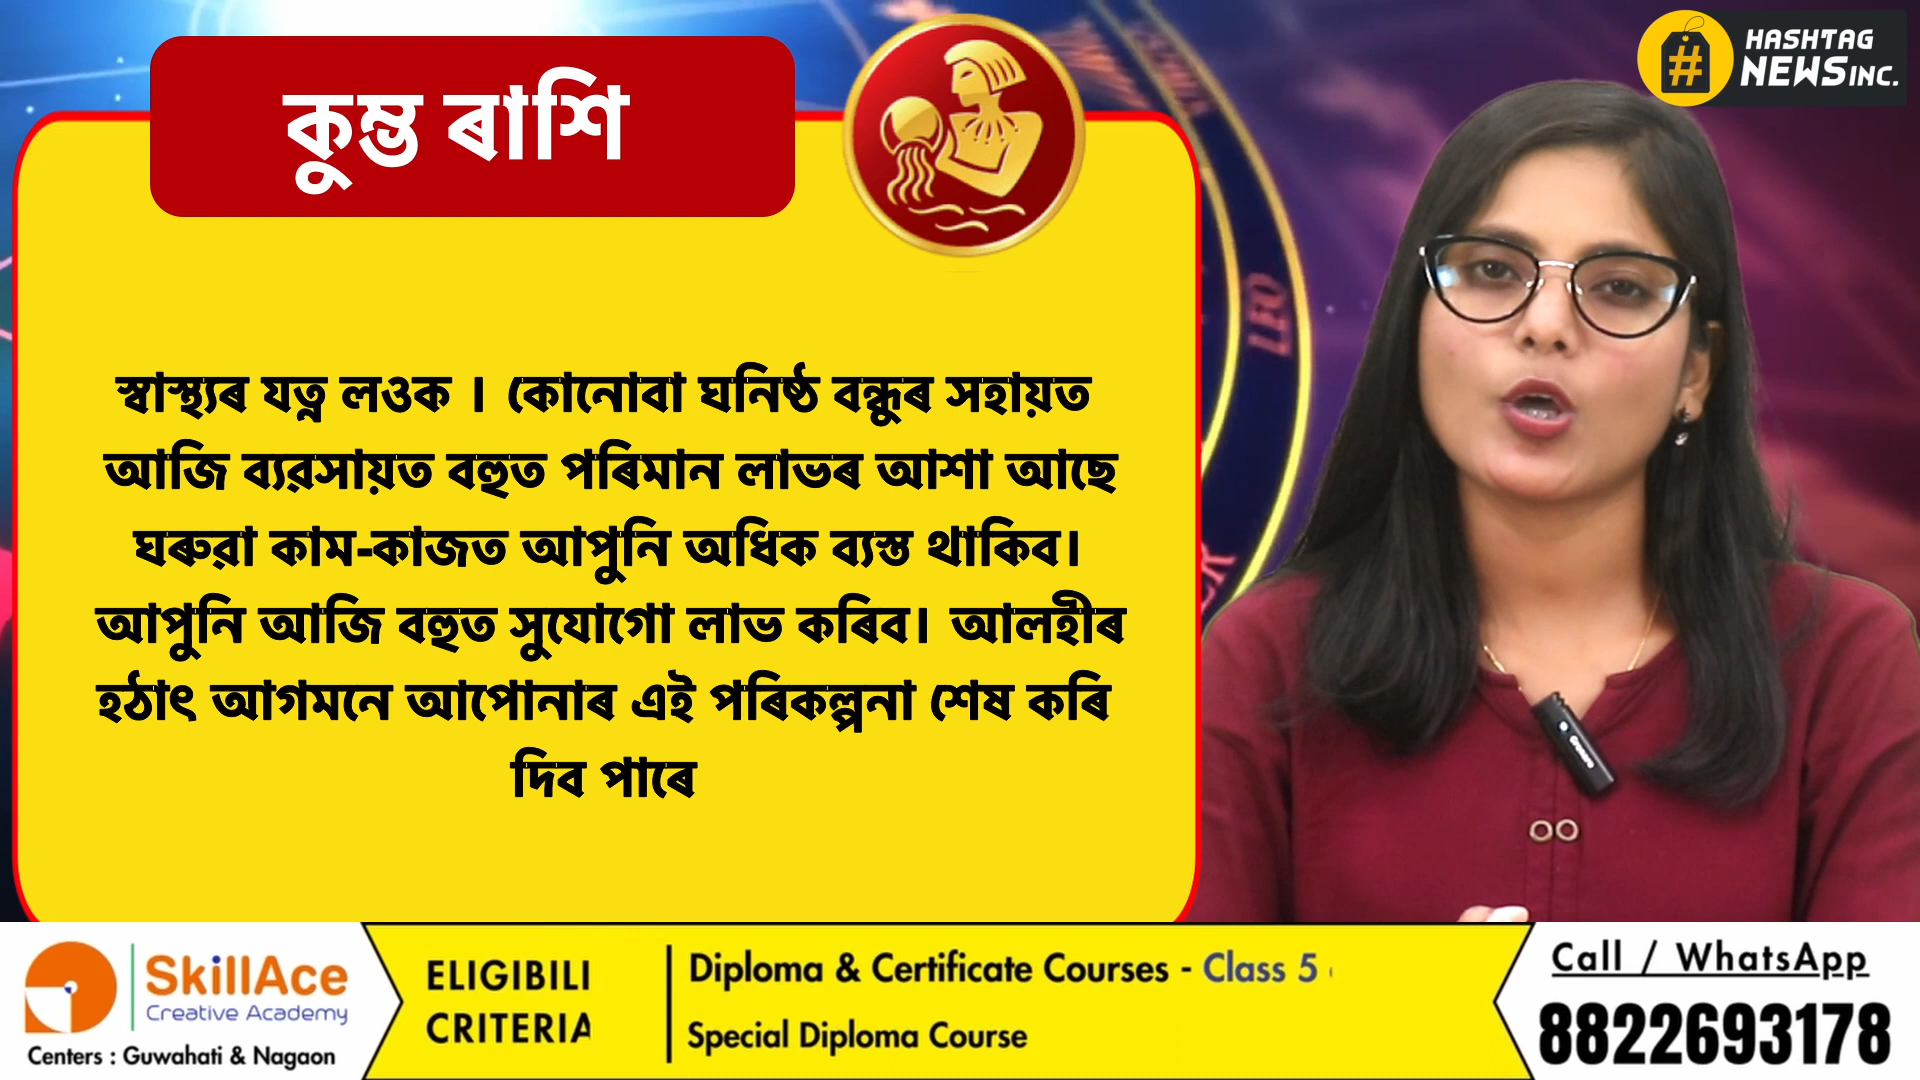 কুম্ভ ৰাশি
HASHTAG
NEWS INC.
LEO
স্বাস্থ্যৰ যত্ন লওক । কোনোবা ঘনিষ্ঠ বন্ধুৰ সহায়ত
আজি ব্যৱসায়ত বহুত পৰিমান লাভৰ আশা আছে
ঘৰুৱা কাম-কাজত আপুনি অধিক ব্যস্ত থাকিব।
আপুনি আজি বহুত সুযোগো লাভ কৰিব। আলহীৰ
হঠাৎ আগমনে আপোনাৰ এই পৰিকল্পনা শেষ কৰি
দিব পাৰে
SkillAce
Creative Academy
Centers : Guwahati & Nagaon
ELIGIBILI
CRITERIA
Diploma & Certificate Courses - Class 5
Special Diploma Course
Call / WhatsApp
8822693178